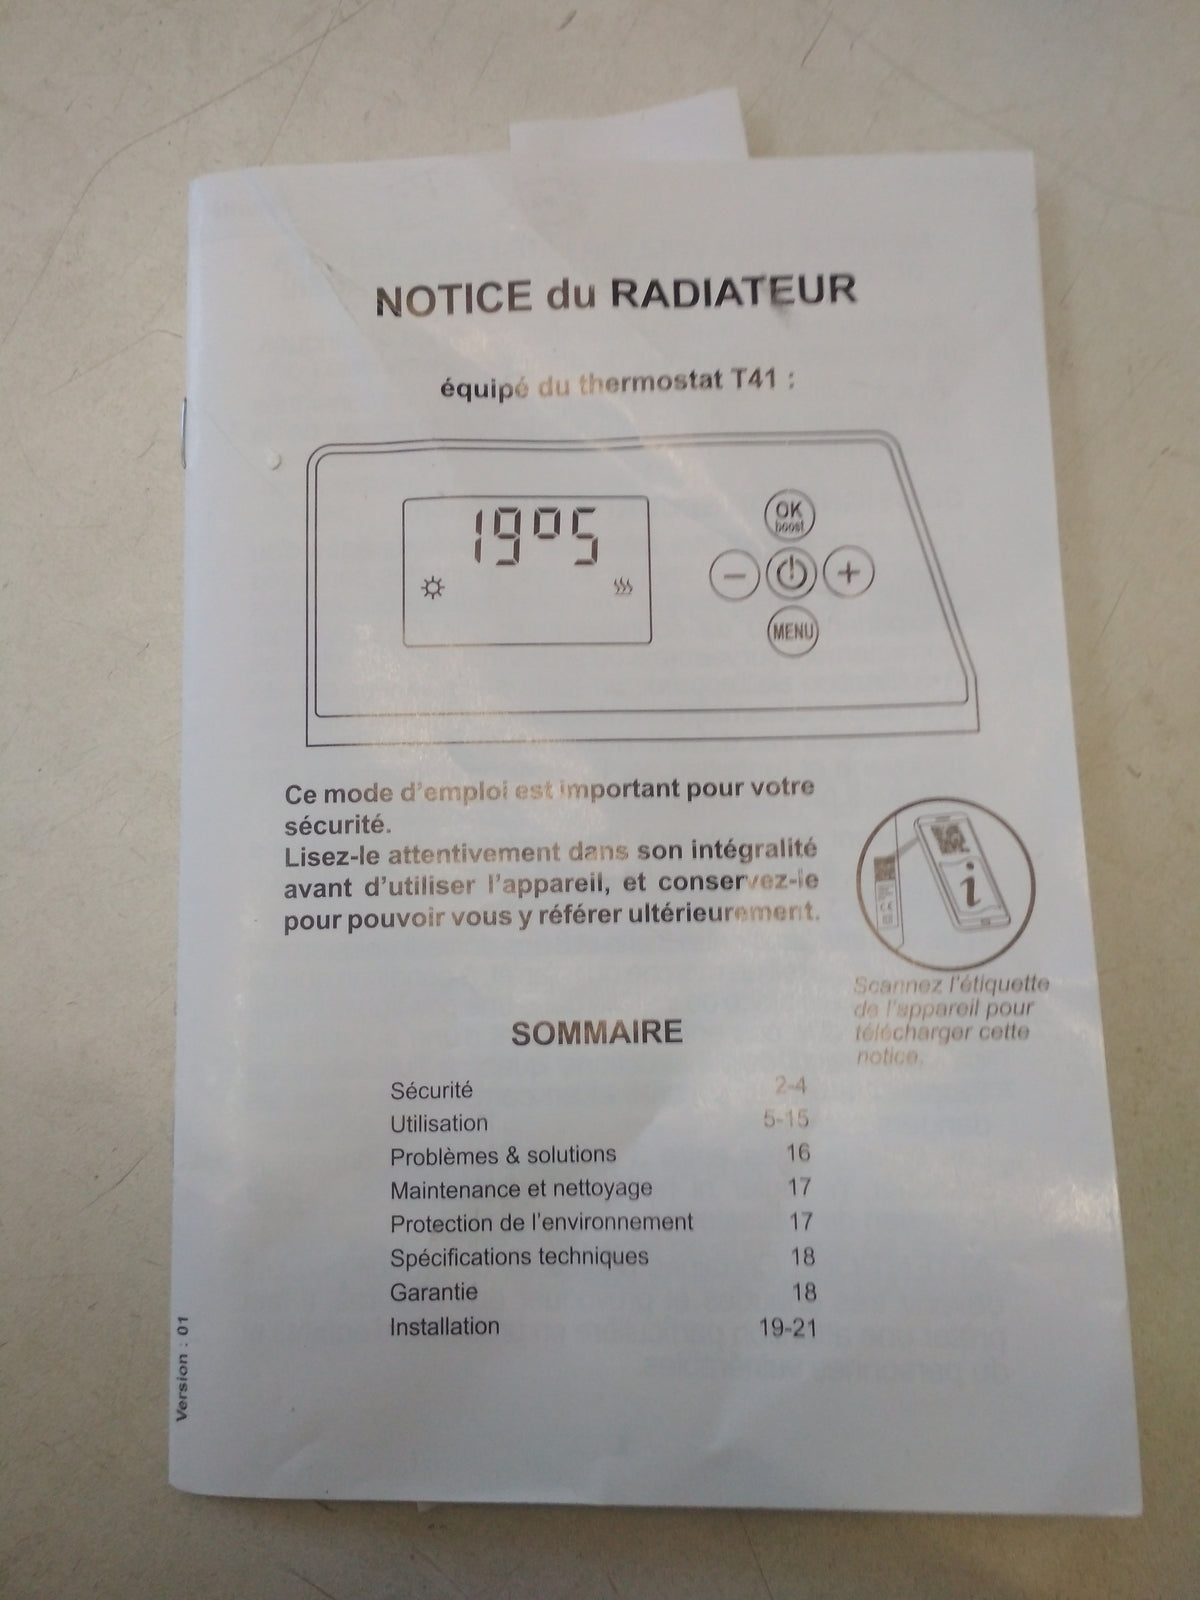 NOTICE du RADIATEUR
équipé du thermostat T41 :
19°5
OK
boost
MENU
Ce mode d'emploi est important pour votre
sécurité.
Lisez-le attentivement dans son intégralité
avant d'utiliser l'appareil, et conservez-le
pour pouvoir vous y référer ultérieurement.
i
Scannez l'étiquette
de l'appareil pour
télécharger cette
notice.
SOMMAIRE
Sécurité 2-4
Utilisation 5-15
Problèmes & solutions 16
Maintenance et nettoyage 17
Protection de l'environnement 17
Spécifications techniques 18
Garantie 18
Installation 19-21
Version : 01